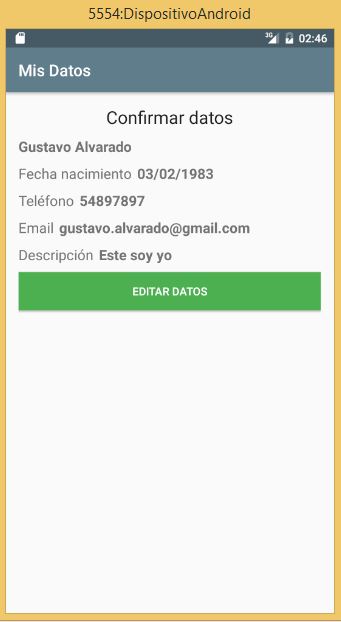 5554:DispositivoAndroid
3G 02:46
Mis Datos
Confirmar datos
Gustavo Alvarado
Fecha nacimiento 03/02/1983
Teléfono 54897897
Email gustavo.alvarado@gmail.com
Descripción Este soy yo
EDITAR DATOS